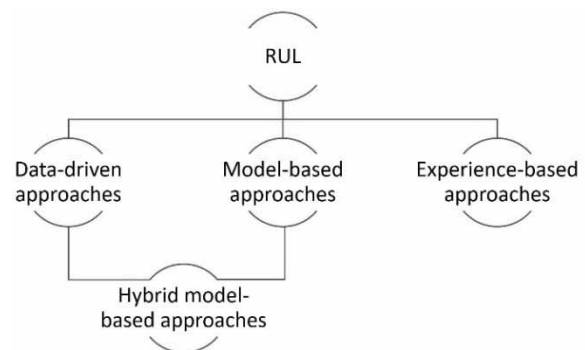 RUL
Data-driven
approaches
Model-based
approaches
Experience-based
approaches
Hybrid model-
based approaches